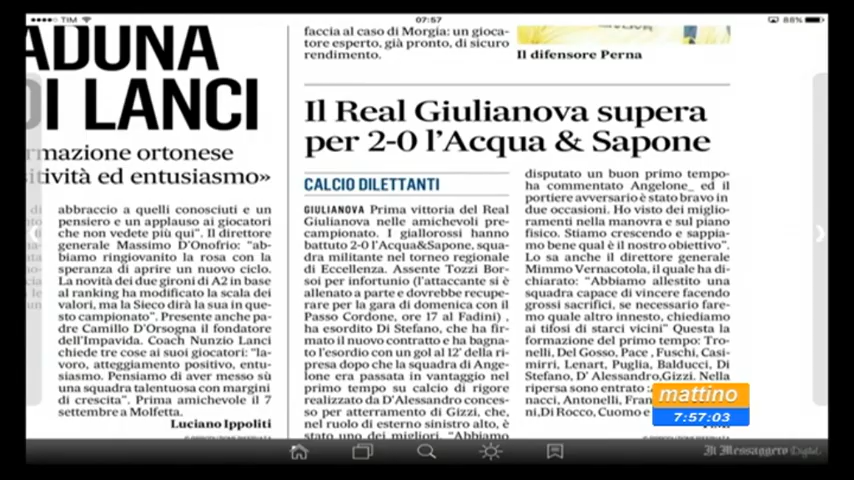 TIM
07:57
88%
ADUNA
DI LANCI
rmazione ortonese
sitività ed entusiasmo»
abbraccio a quelli conosciuti e un
pensiero e un applauso ai giocatori
che non vedete più qui". Il direttore
generale Massimo D'Onofrio: "ab-
biamo ringiovanito la rosa con la
speranza di aprire un nuovo ciclo.
La novità dei due gironi di A2 in base
al ranking ha modificato la scala dei
valori, ma la Sieco dirà la sua in que-
sto campionato". Presente anche pa-
dre Camillo D'Orsogna il fondatore
dell'Impavida. Coach Nunzio Lanci
chiede tre cose ai suoi giocatori: "la-
voro, atteggiamento positivo, entu-
siasmo. Pensiamo di aver messo su
una squadra talentuosa con margini
di crescita". Prima amichevole il 7
settembre a Molfetta.
Luciano Ippoliti
faccia al caso di Morgia: un gioca-
tore esperto, già pronto, di sicuro
rendimento.
Il difensore Perna
Il Real Giulianova supera
per 2-0 l'Acqua & Sapone
CALCIO DILETTANTI
GIULIANOVA Prima vittoria del Real
Giulianova nelle amichevoli pre-
campionato. I giallorossi hanno
battuto 2-0 l'Acqua&Sapone, squa-
dra militante nel torneo regionale
di Eccellenza. Assente Tozzi Bor-
soi per infortunio (l'attaccante si è
allenato a parte e dovrebbe recupe-
rare per la gara di domenica con il
Passo Cordone, ore 17 al Fadini) ,
ha esordito Di Stefano, che ha fir-
mato il nuovo contratto e ha bagna-
to l'esordio con un gol al 12' della ri-
presa dopo che la squadra di Ange-
lone era passata in vantaggio nel
primo tempo su calcio di rigore
realizzato da D'Alessandro conces-
so per atterramento di Gizzi, che,
nel ruolo di esterno sinistro alto, è
stato uno dei migliori. "Abbiamo
disputato un buon primo tempo-
ha commentato Angelone_ ed il
portiere avversario è stato bravo in
due occasioni. Ho visto dei miglio-
ramenti nella manovra e sul piano
fisico. Stiamo crescendo e sappia-
mo bene qual è il nostro obiettivo".
Lo sa anche il direttore generale
Mimmo Vernacotola, il quale ha di-
chiarato: "Abbiamo allestito una
squadra capace di vincere facendo
grossi sacrifici, se necessario fare-
mo qualche altro innesto, chiediamo
ai tifosi di starci vicini" Questa la
formazione del primo tempo: Tro-
nelli, Del Gosso, Pace , Fuschi, Casi-
mirri, Lenart, Puglia, Balducci, Di
Stefano, D' Alessandro,Gizzi. Nella
ripersa sono entrato :
nacci, Antonelli, Fran
ni,Di Rocco, Cuomo e
mattino
7:57:03
Il Messaggero Digital